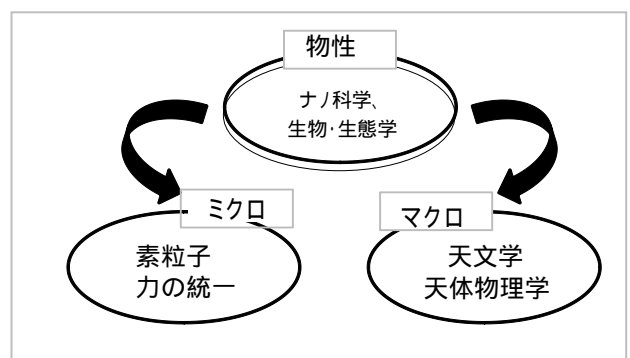 物性
ナノ科学、
生物・生態学
ミクロ
マクロ
素粒子
力の統一
天文学
天体物理学